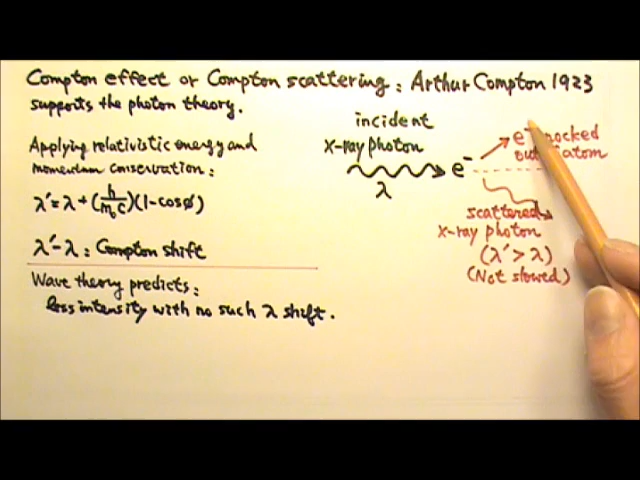 Compton effect or Compton scattering: Arthur Compton 1923
supports the photon theory.
Applying relativistic energy and
momentum conservation:
λ' = λ + (h/m₀c)(1-cosϕ)
λ' - λ: Compton shift
Wave theory predicts:
less intensity with no such λ shift.
incident
x-ray photon
λ
e⁻
e⁻ knocked
out atom
scattered
x-ray photon
(λ' > λ)
(Not slowed)